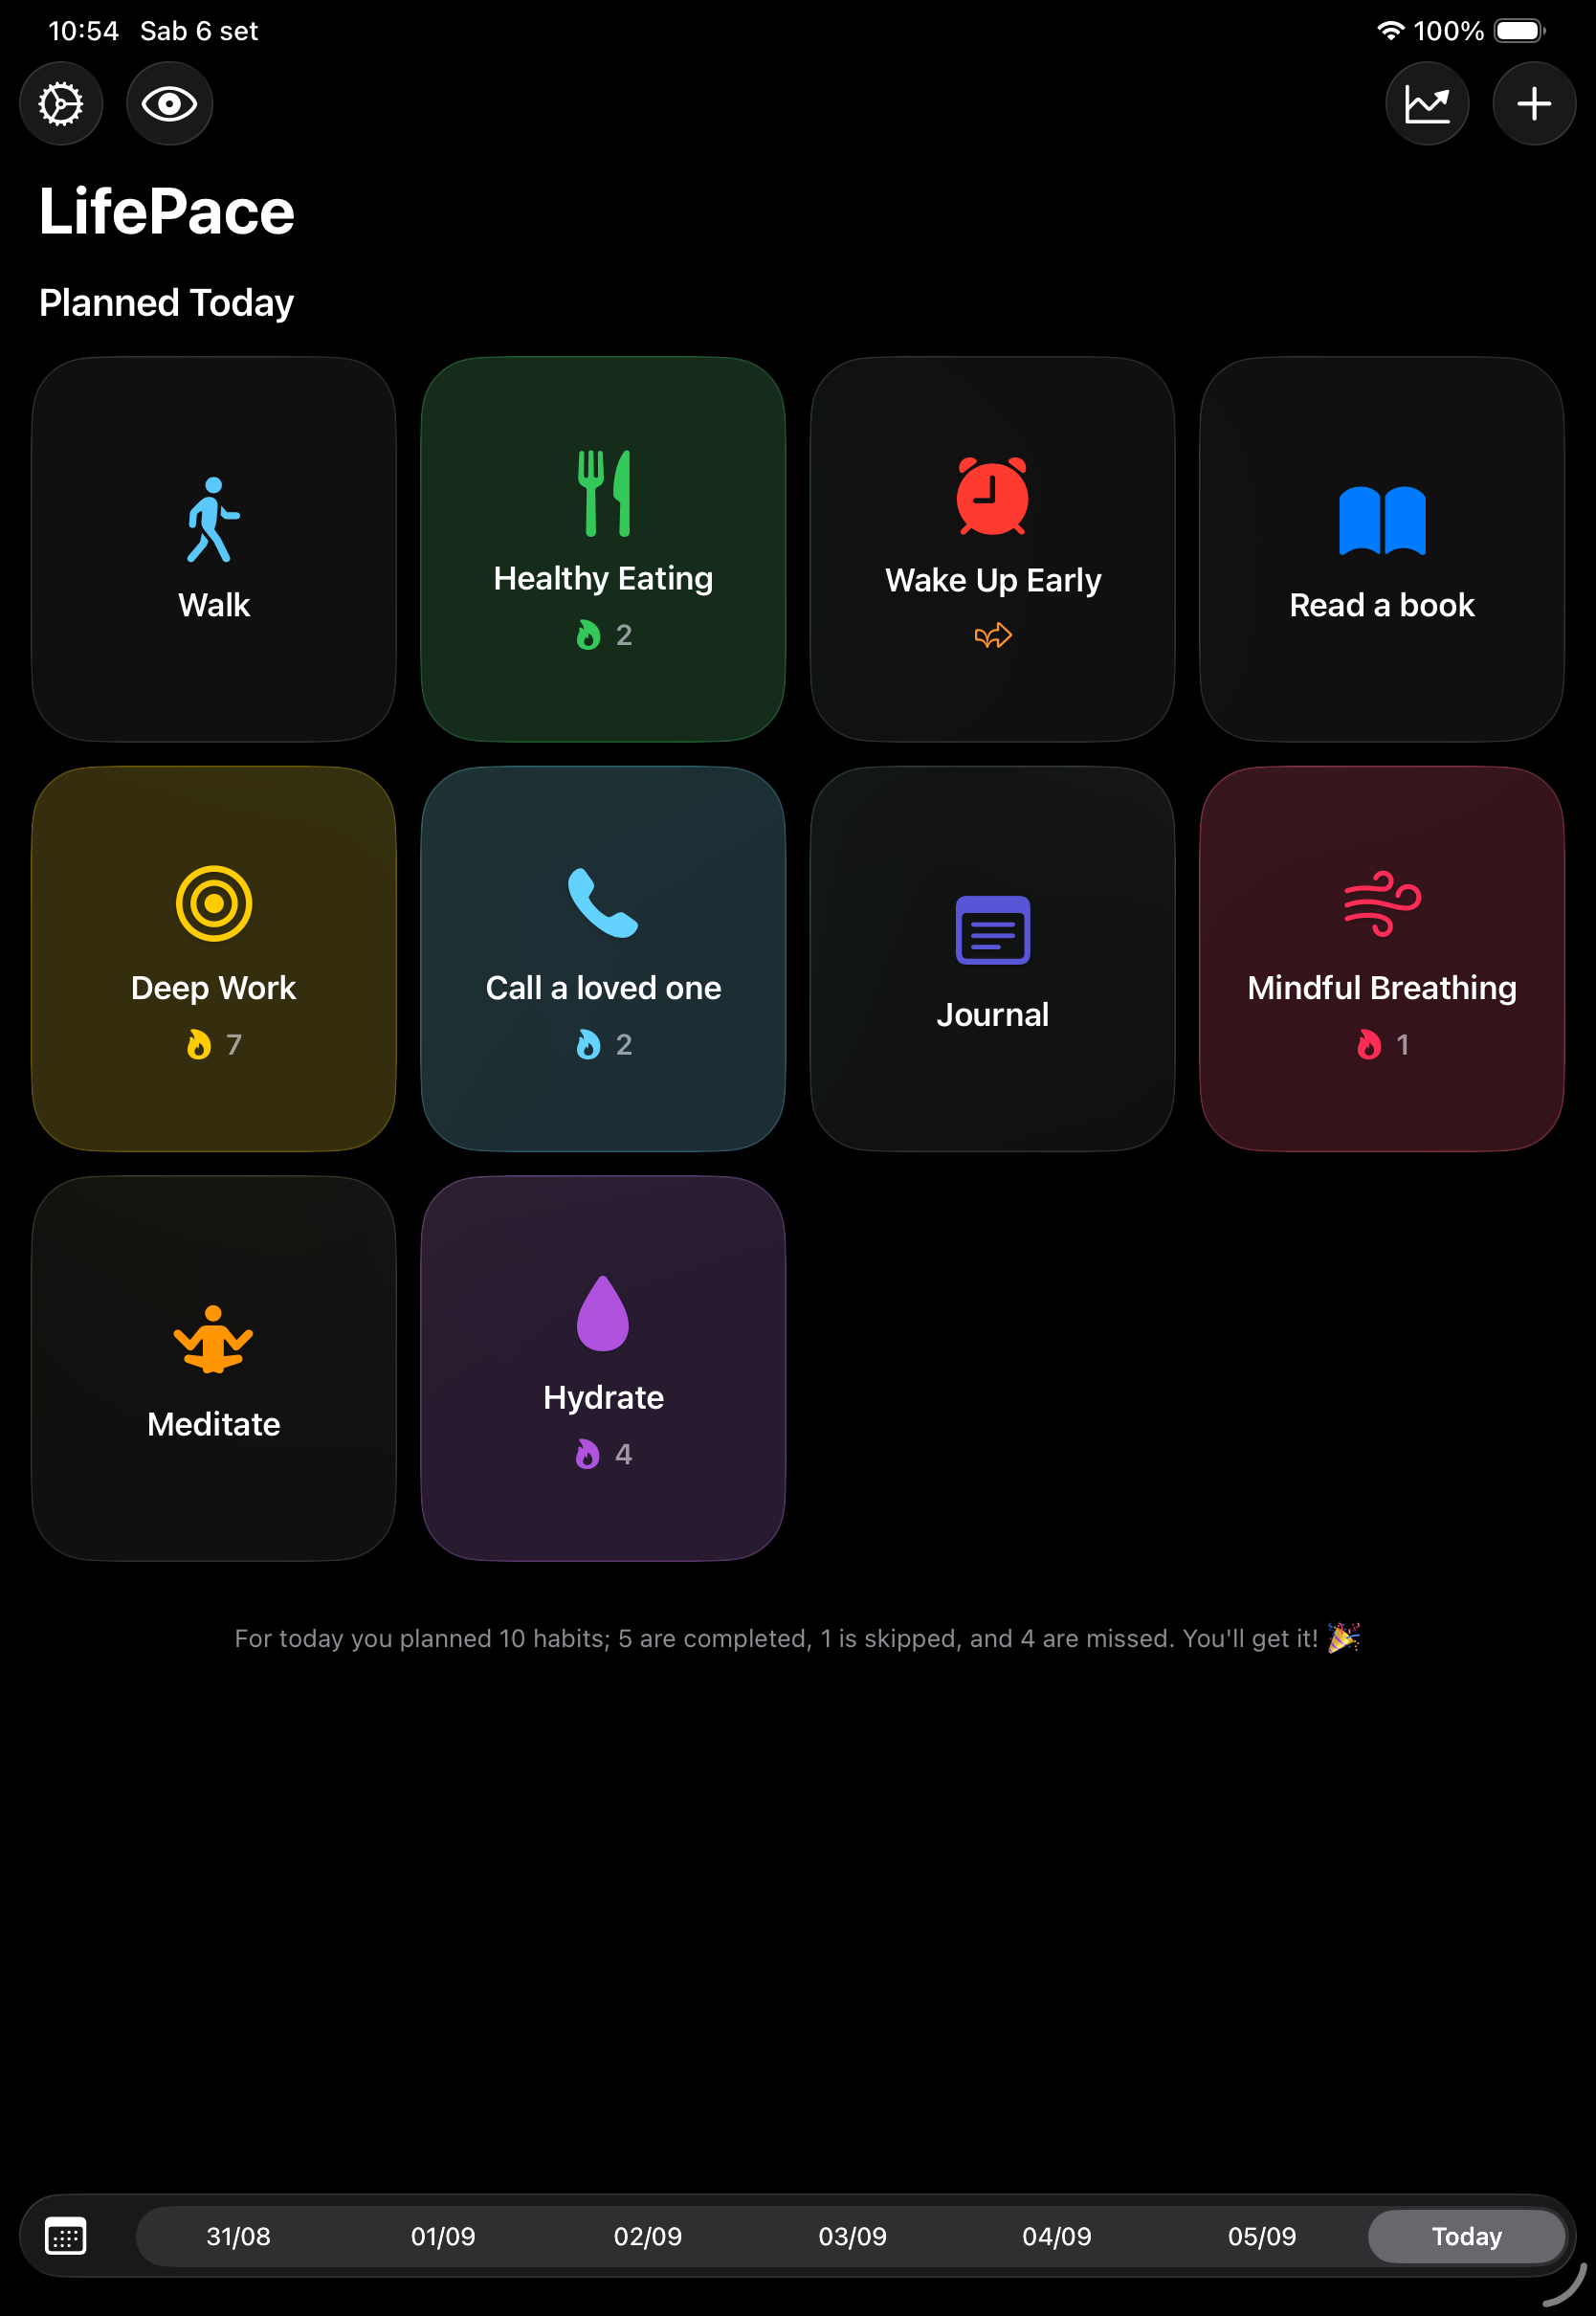 10:54 Sab 6 set
100%
LifePace
Planned Today
Walk
Healthy Eating
2
Wake Up Early
Read a book
Deep Work
7
Call a loved one
2
Journal
Mindful Breathing
1
Meditate
Hydrate
4
For today you planned 10 habits; 5 are completed, 1 is skipped, and 4 are missed. You'll get it! 🎉
31/08 01/09 02/09 03/09 04/09 05/09 Today